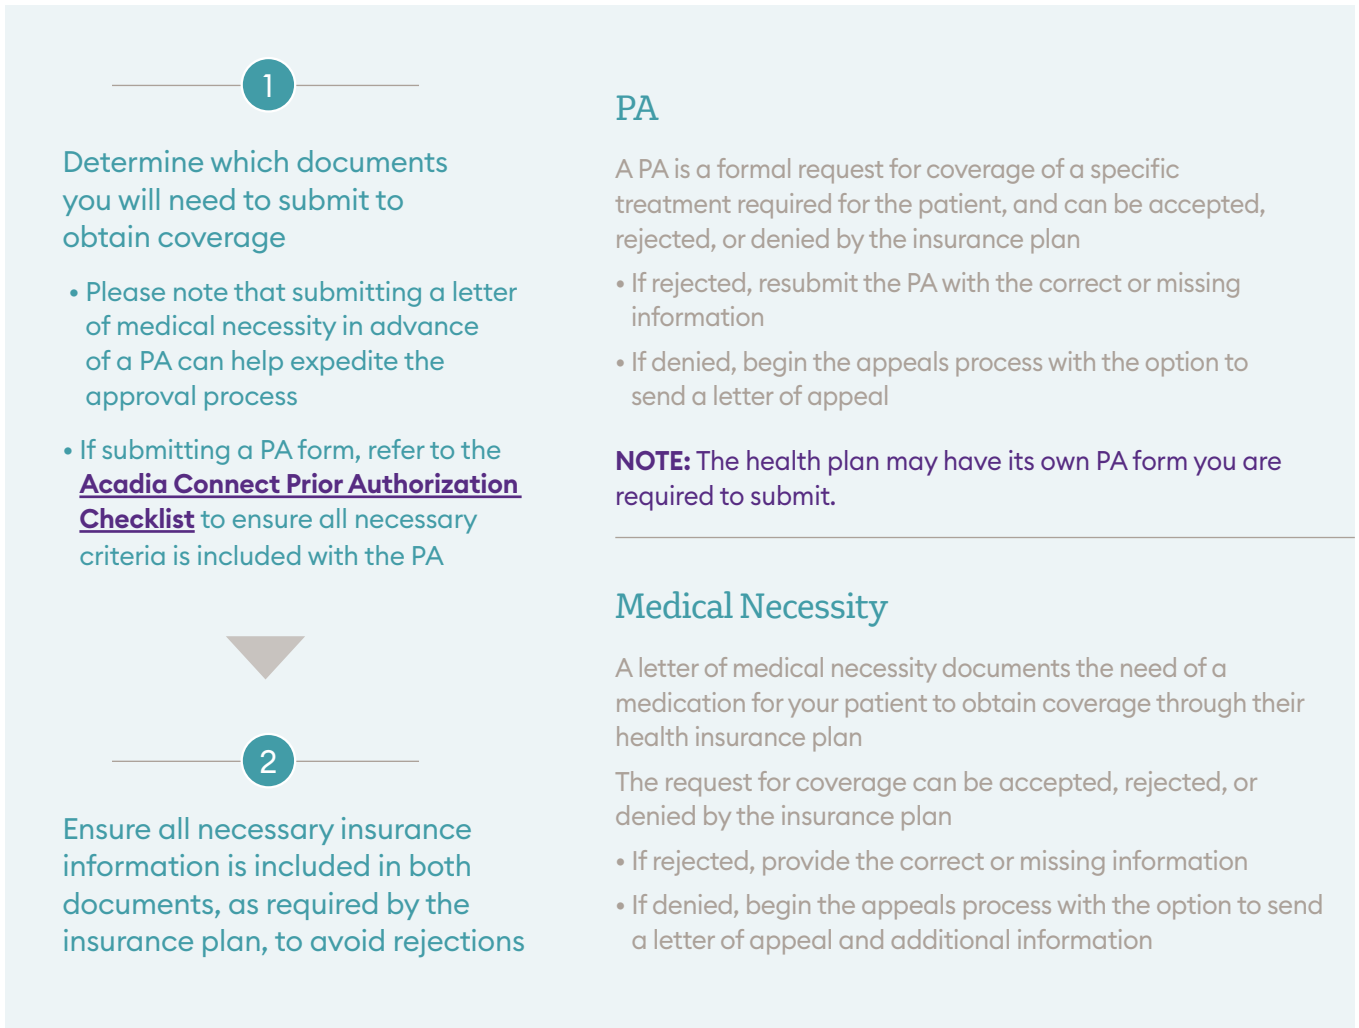 1
Determine which documents
you will need to submit to
obtain coverage
• Please note that submitting a letter
of medical necessity in advance
of a PA can help expedite the
approval process
• If submitting a PA form, refer to the
Acadia Connect Prior Authorization
Checklist to ensure all necessary
criteria is included with the PA
2
Ensure all necessary insurance
information is included in both
documents, as required by the
insurance plan, to avoid rejections
PA
A PA is a formal request for coverage of a specific
treatment required for the patient, and can be accepted,
rejected, or denied by the insurance plan
• If rejected, resubmit the PA with the correct or missing
information
• If denied, begin the appeals process with the option to
send a letter of appeal
NOTE: The health plan may have its own PA form you are
required to submit.
Medical Necessity
A letter of medical necessity documents the need of a
medication for your patient to obtain coverage through their
health insurance plan
The request for coverage can be accepted, rejected, or
denied by the insurance plan
• If rejected, provide the correct or missing information
• If denied, begin the appeals process with the option to send
a letter of appeal and additional information